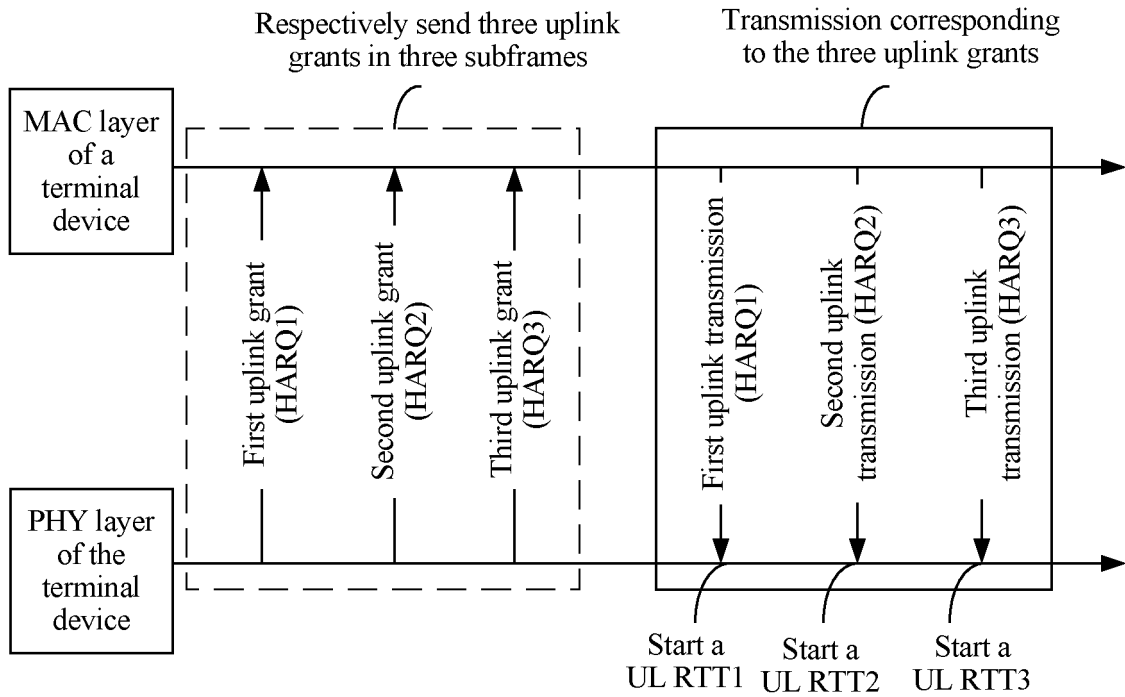 Respectively send three uplink
grants in three subframes
Transmission corresponding
to the three uplink grants
MAC layer
of a
terminal
device
First uplink grant
(HARQ1)
Second uplink grant
(HARQ2)
Third uplink grant
(HARQ3)
First uplink transmission
(HARQ1)
Second uplink
transmission (HARQ2)
Third uplink
transmission (HARQ3)
PHY layer
of the
terminal
device
Start a
UL RTT1
Start a
UL RTT2
Start a
UL RTT3